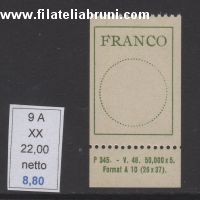 www.filateliabruni.com
FRANCO
9 A
XX
22,00
netto
8,80
P 345. - V. 48. 50,000 x 5.
Format A 10 (26 x 37).